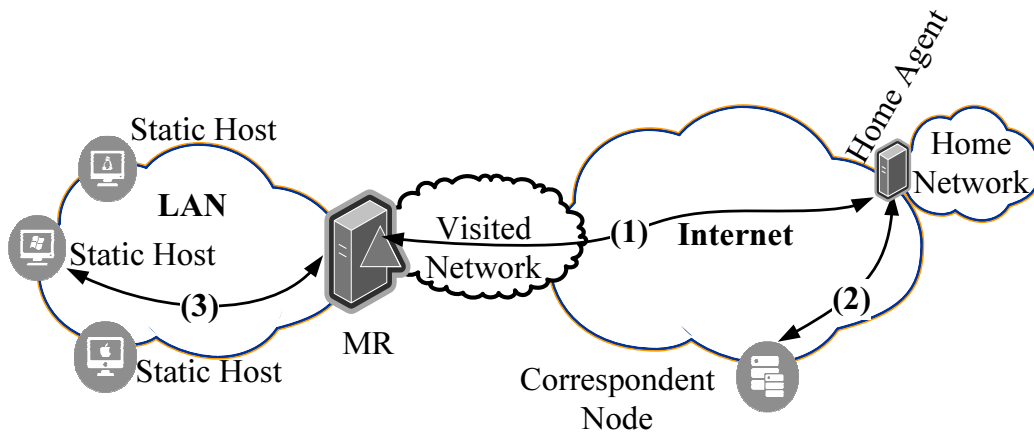 Static Host
LAN
Static Host
(3)
Static Host
MR
Visited
Network
(1)
Internet
Home Agent
Home
Network
(2)
Correspondent
Node